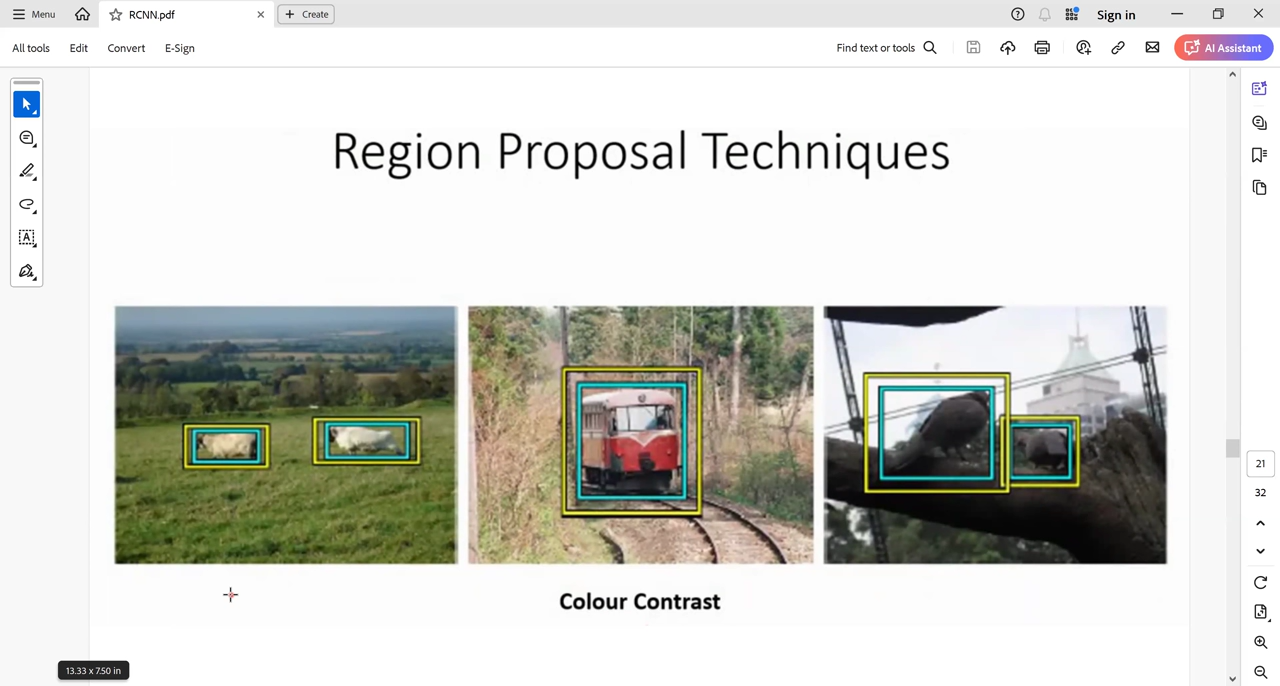 Menu
RCNN.pdf
Create
Sign in
All tools
Edit
Convert
E-Sign
Find text or tools
AI Assistant
Region Proposal Techniques
Colour Contrast
21
32
13.33 x 7.50 in